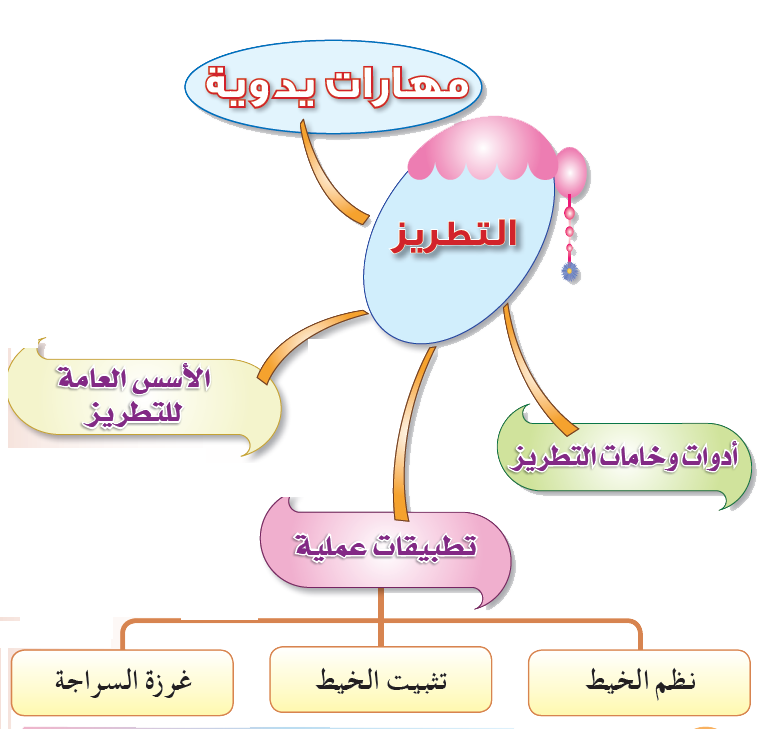 مهارات يدوية
التطريز
الأسس العامة
للتطريز
أدوات وخامات التطريز
تطبيقات عملية
نظم الخيط
تثبيت الخيط
غرزة السراجة